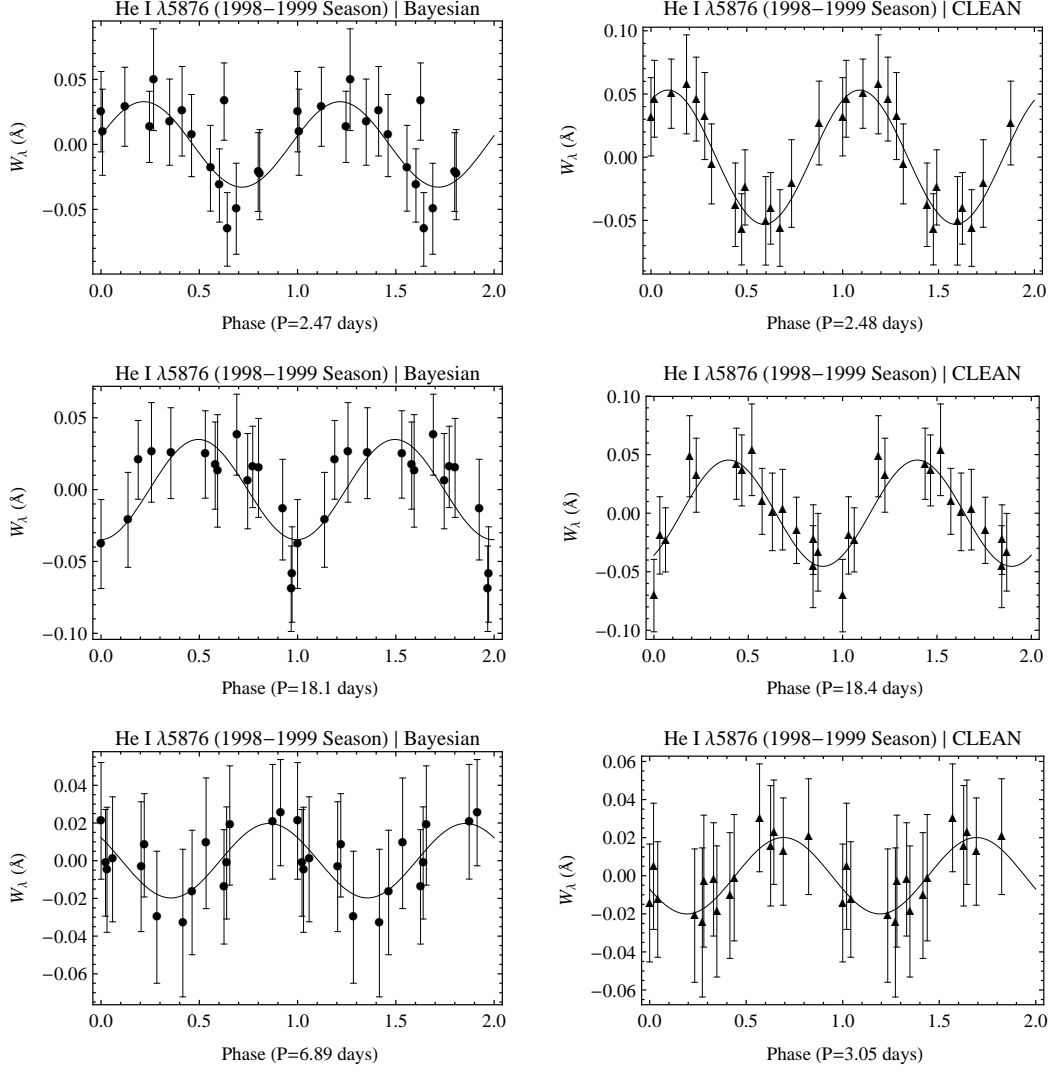 He I λ5876 (1998−1999 Season) | Bayesian
0.05
0.00
−0.05
Wλ (Å)
0.0 0.5 1.0 1.5 2.0
Phase (P=2.47 days)
He I λ5876 (1998−1999 Season) | CLEAN
0.10
0.05
0.00
−0.05
Wλ (Å)
0.0 0.5 1.0 1.5 2.0
Phase (P=2.48 days)
He I λ5876 (1998−1999 Season) | Bayesian
0.05
0.00
−0.05
−0.10
Wλ (Å)
0.0 0.5 1.0 1.5 2.0
Phase (P=18.1 days)
He I λ5876 (1998−1999 Season) | CLEAN
0.10
0.05
0.00
−0.05
−0.10
Wλ (Å)
0.0 0.5 1.0 1.5 2.0
Phase (P=18.4 days)
He I λ5876 (1998−1999 Season) | Bayesian
0.04
0.02
0.00
−0.02
−0.04
−0.06
Wλ (Å)
0.0 0.5 1.0 1.5 2.0
Phase (P=6.89 days)
He I λ5876 (1998−1999 Season) | CLEAN
0.06
0.04
0.02
0.00
−0.02
−0.04
−0.06
Wλ (Å)
0.0 0.5 1.0 1.5 2.0
Phase (P=3.05 days)